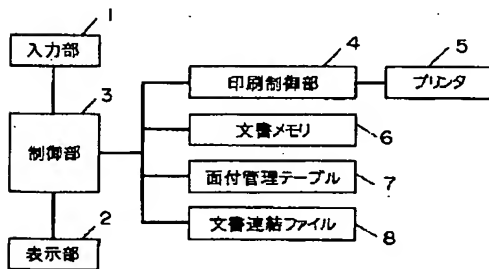 1
入力部
3
制御部
2
表示部
4
印刷制御部
5
プリンタ
文書メモリ
6
面付管理テーブル
7
文書連結ファイル
8